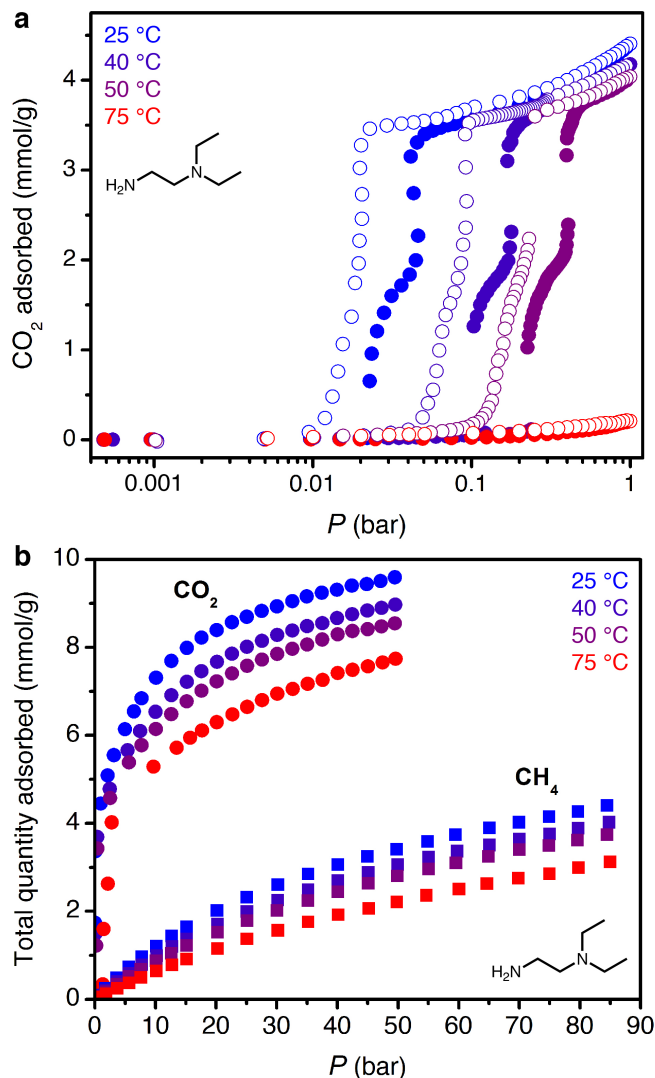 a
25 °C
40 °C
50 °C
75 °C
H₂N
N
CO₂ adsorbed (mmol/g)
4
3
2
1
0
0.001
0.01
0.1
1
P (bar)
b
CO₂
25 °C
40 °C
50 °C
75 °C
CH₄
H₂N
N
Total quantity adsorbed (mmol/g)
10
8
6
4
2
0
0
10
20
30
40
50
60
70
80
90
P (bar)